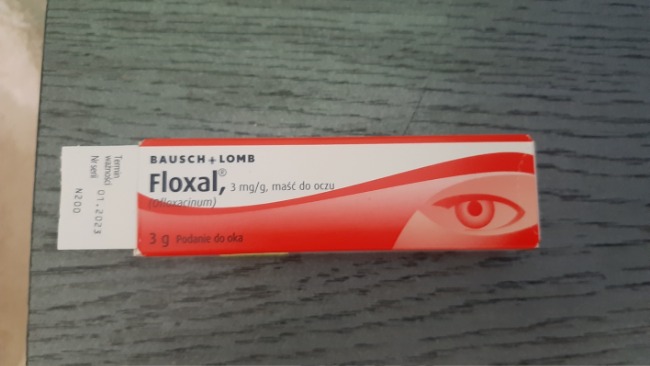 BAUSCH + LOMB
Floxal®, 3 mg/g, maść do oczu
(Ofloxacinum)
3 g Podanie do oka
Termin
ważności 01.2023
Nr serii N200